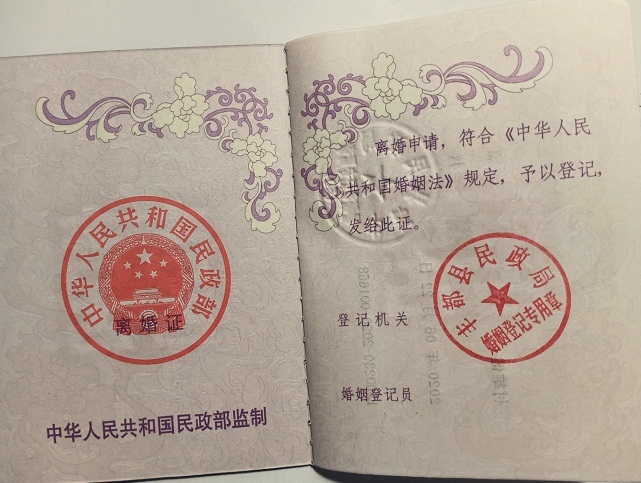 中华人民共和国民政部
离婚证
中华人民共和国民政部监制
离婚申请，符合《中华人民
共和国婚姻法》规定，予以登记，
发给此证。
丰都县民政局
婚姻登记专用章
登记机关
婚姻登记员